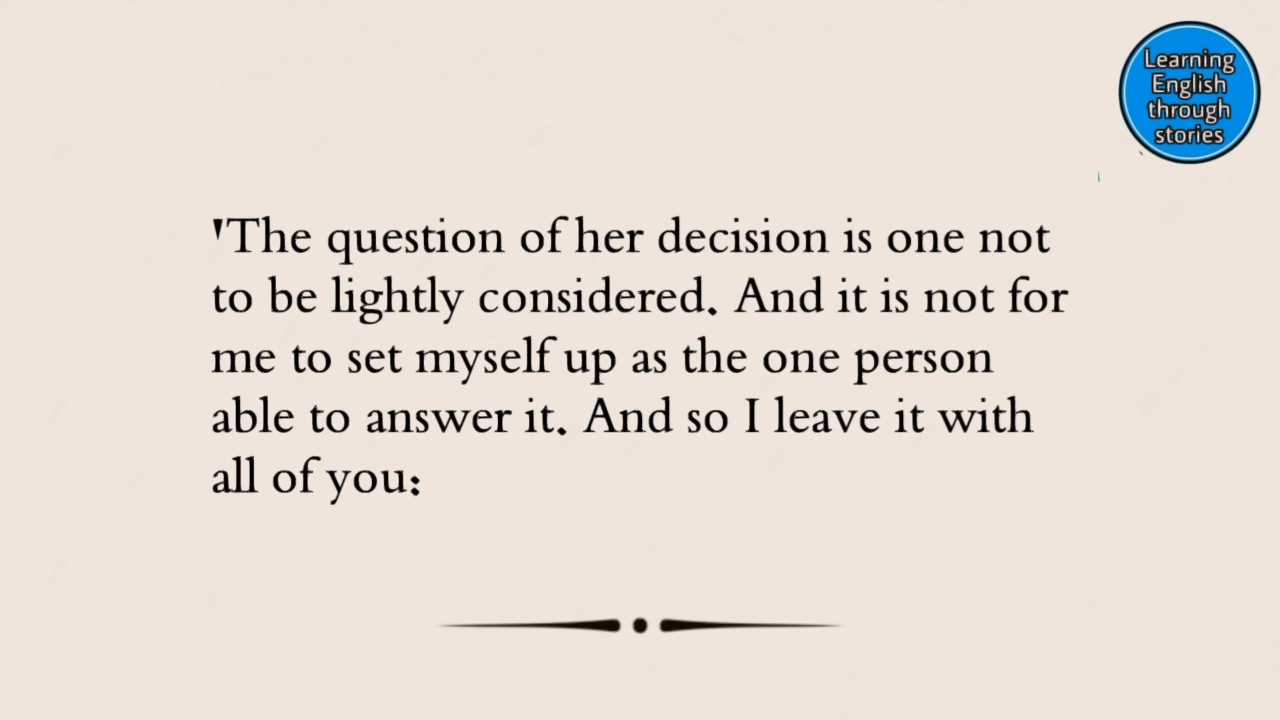 Learning
English
through
stories
'The question of her decision is one not
to be lightly considered. And it is not for
me to set myself up as the one person
able to answer it. And so I leave it with
all of you: